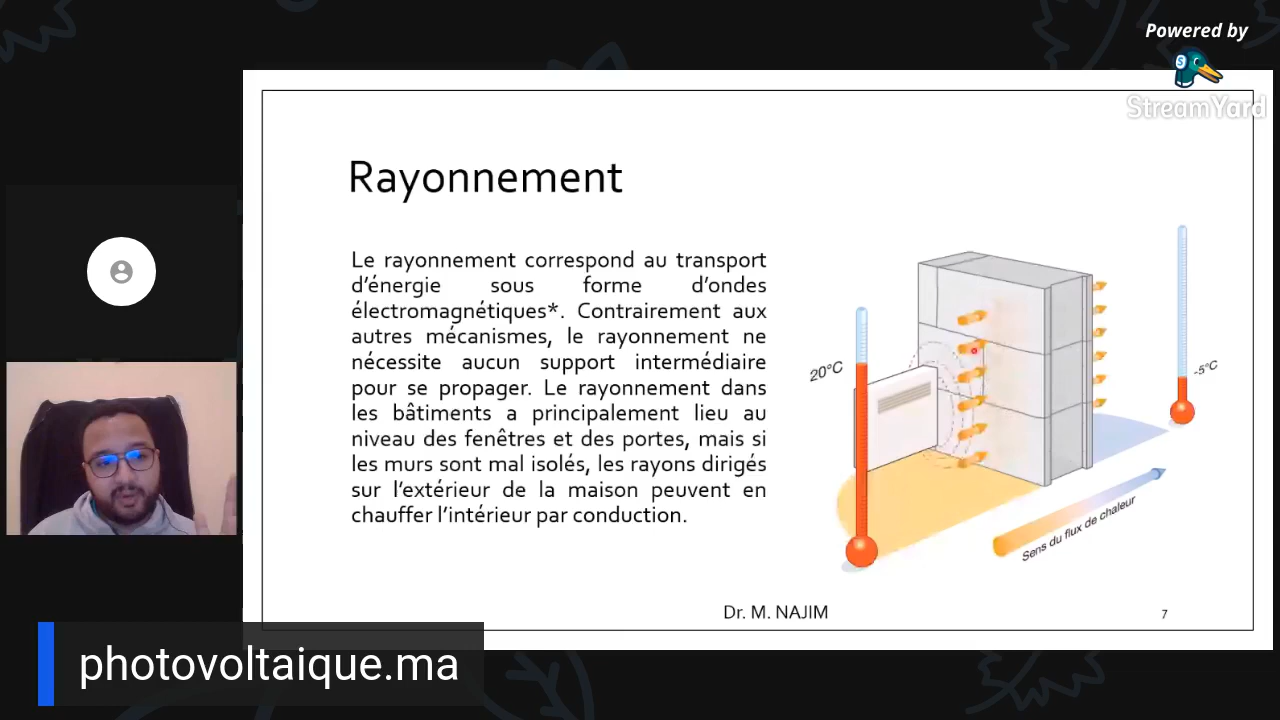 Powered by
StreamYard
Rayonnement
Le rayonnement correspond au transport
d'énergie sous forme d'ondes
électromagnétiques*. Contrairement aux
autres mécanismes, le rayonnement ne
nécessite aucun support intermédiaire
pour se propager. Le rayonnement dans
les bâtiments a principalement lieu au
niveau des fenêtres et des portes, mais si
les murs sont mal isolés, les rayons dirigés
sur l'extérieur de la maison peuvent en
chauffer l'intérieur par conduction.
20°C
-5°C
Sens du flux de chaleur
Dr. M. NAJIM
7
photovoltaique.ma